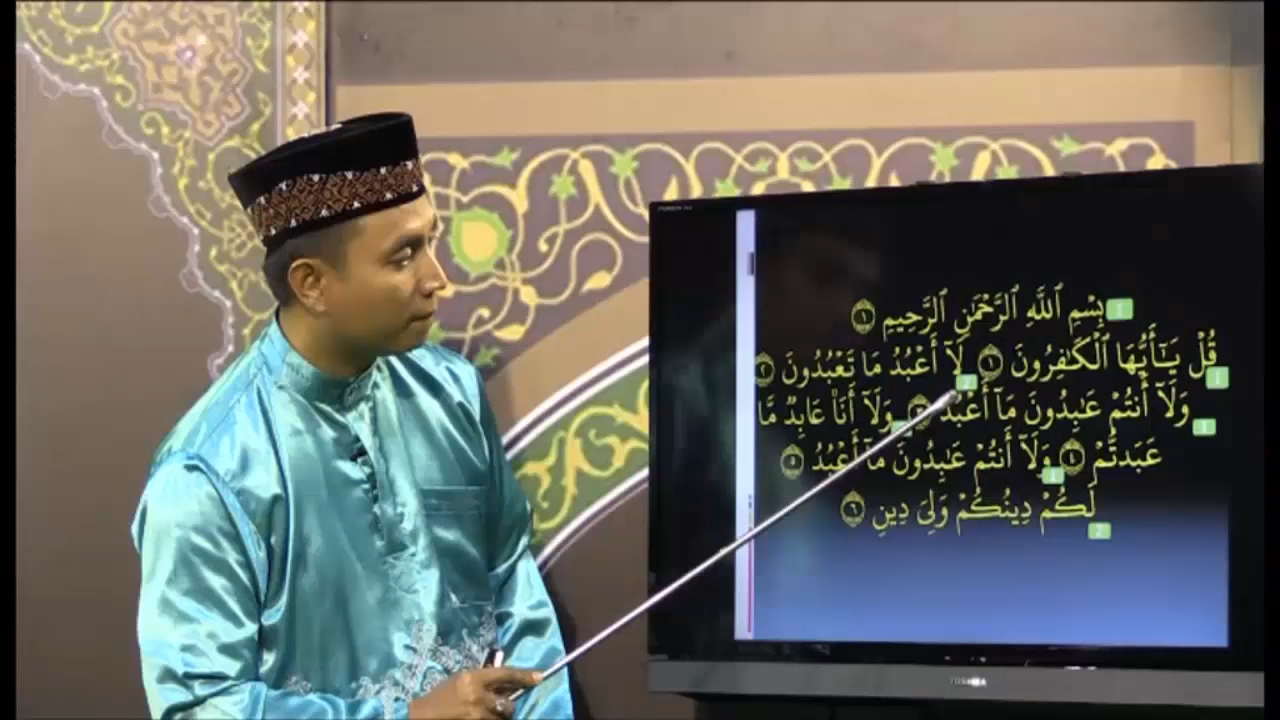 بِسْمِ ٱللَّهِ ٱلرَّحْمَٰنِ ٱلرَّحِيمِ ١
قُلْ يَـٰٓأَيُّهَا ٱلْكَـٰفِرُونَ ١ لَآ أَعْبُدُ مَا تَعْبُدُونَ ٢
وَلَآ أَنتُمْ عَـٰبِدُونَ مَآ أَعْبُدُ ٣ وَلَآ أَنَا۠ عَابِدٌ مَّا
عَبَدتُّمْ ٤ وَلَآ أَنتُمْ عَـٰبِدُونَ مَآ أَعْبُدُ ٥
لَكُمْ دِينُكُمْ وَلِىَ دِينِ ٦
TOSHIBA